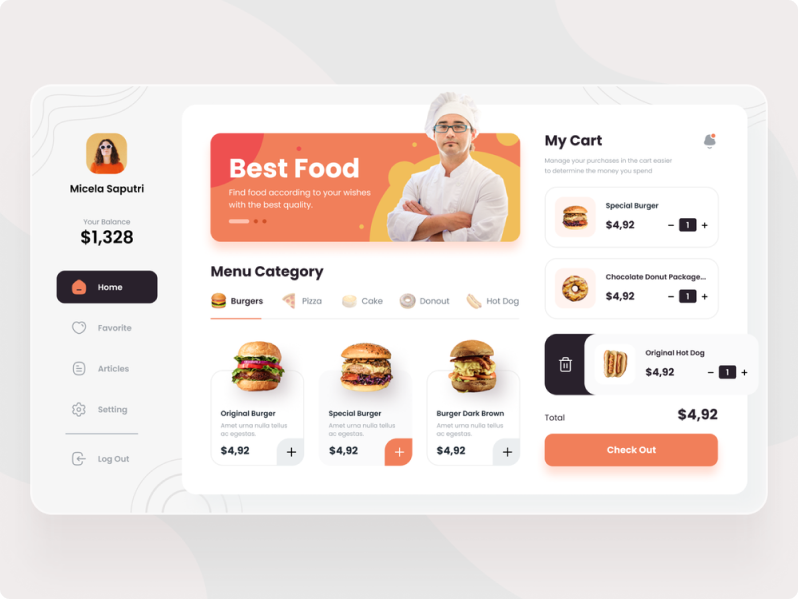 Micela Saputri
Your Balance
$1,328
Home
Favorite
Articles
Setting
Log Out
Best Food
Find food according to your wishes
with the best quality.
Menu Category
Burgers
Pizza
Cake
Donout
Hot Dog
Original Burger
Amet urna nulla tellus
ac egestas.
$4,92
+
Special Burger
Amet urna nulla tellus
ac egestas.
$4,92
+
Burger Dark Brown
Amet urna nulla tellus
ac egestas.
$4,92
+
My Cart
Manage your purchases in the cart easier
to determine the money you spend
Special Burger
$4,92 − 1 +
Chocolate Donut Package...
$4,92 − 1 +
Original Hot Dog
$4,92 − 1 +
Total $4,92
Check Out